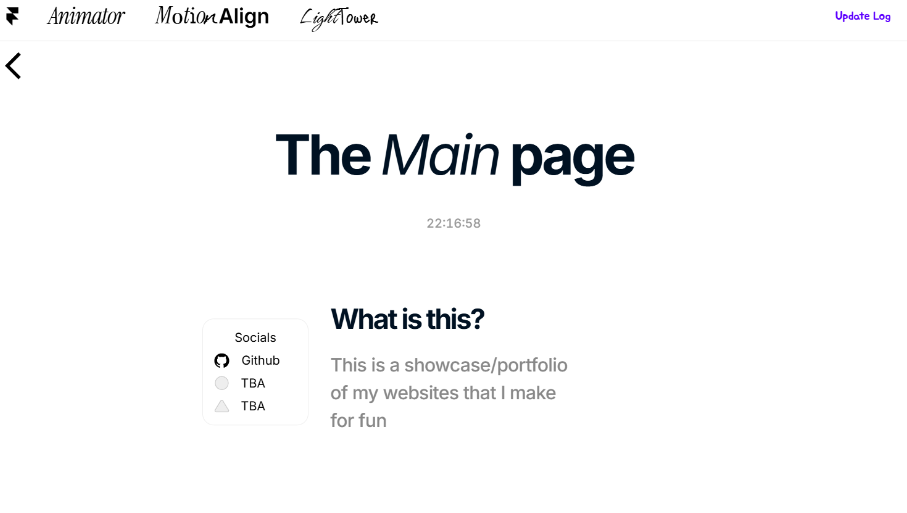 Animator MotionAlign LightTower Update Log
The Main page
22:16:58
What is this?
Socials
Github
TBA
TBA
This is a showcase/portfolio
of my websites that I make
for fun